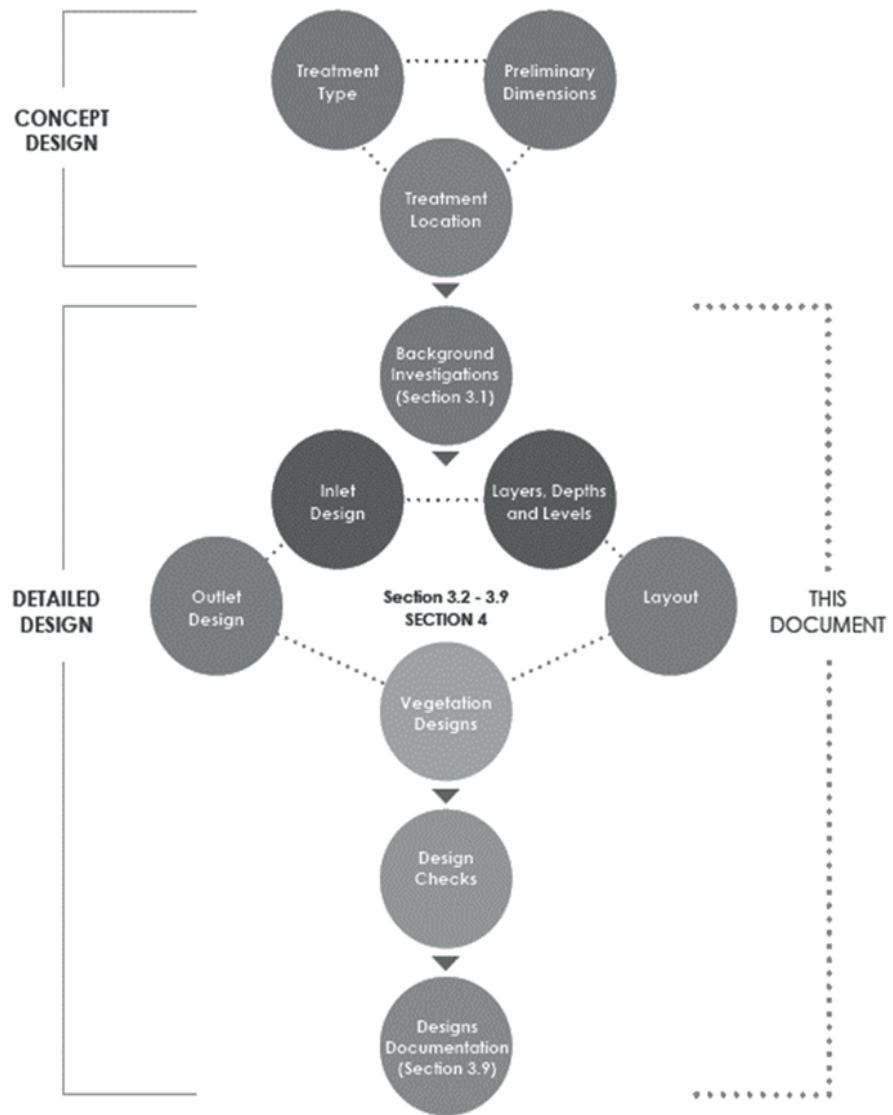 Treatment
Type
Preliminary
Dimensions
CONCEPT
DESIGN
Treatment
Location
Background
Investigations
(Section 3.1)
Inlet
Design
Layers, Depths
and Levels
DETAILED
DESIGN
Outlet
Design
Section 3.2 - 3.9
SECTION 4
Layout
THIS
DOCUMENT
Vegetation
Designs
Design
Checks
Designs
Documentation
(Section 3.9)